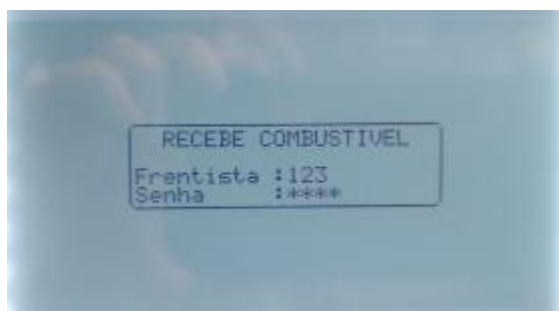 RECEBE COMBUSTIVEL
Frentista :123
Senha :****